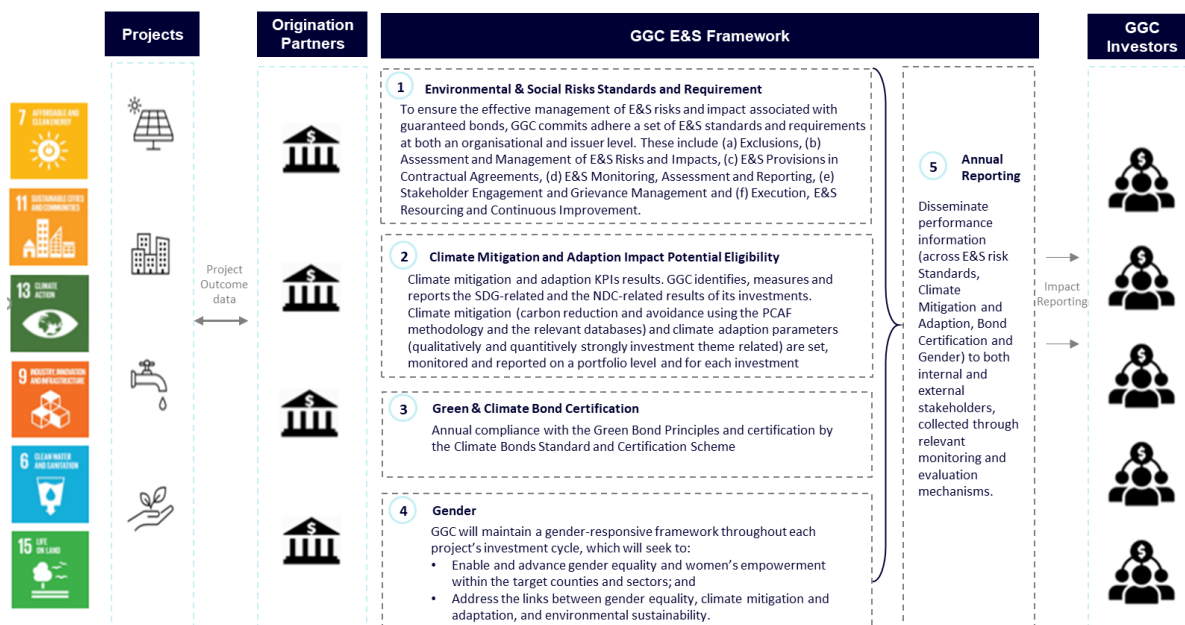 Projects
Origination
Partners
GGC E&S Framework
GGC
Investors
7 AFFORDABLE AND
CLEAN ENERGY
11 SUSTAINABLE CITIES
AND COMMUNITIES
13 CLIMATE
ACTION
9 INDUSTRY, INNOVATION
AND INFRASTRUCTURE
6 CLEAN WATER
AND SANITATION
15 LIFE
ON LAND
Project
Outcome
data
$
$
$
$
1 Environmental & Social Risks Standards and Requirement
To ensure the effective management of E&S risks and impact associated with
guaranteed bonds, GGC commits adhere a set of E&S standards and requirements
at both an organisational and issuer level. These include (a) Exclusions, (b)
Assessment and Management of E&S Risks and Impacts, (c) E&S Provisions in
Contractual Agreements, (d) E&S Monitoring, Assessment and Reporting, (e)
Stakeholder Engagement and Grievance Management and (f) Execution, E&S
Resourcing and Continuous Improvement.
2 Climate Mitigation and Adaption Impact Potential Eligibility
Climate mitigation and adaption KPIs results. GGC identifies, measures and
reports the SDG-related and the NDC-related results of its investments.
Climate mitigation (carbon reduction and avoidance using the PCAF
methodology and the relevant databases) and climate adaption parameters
(qualitatively and quantitively strongly investment theme related) are set,
monitored and reported on a portfolio level and for each investment
3 Green & Climate Bond Certification
Annual compliance with the Green Bond Principles and certification by
the Climate Bonds Standard and Certification Scheme
4 Gender
GGC will maintain a gender-responsive framework throughout each
project's investment cycle, which will seek to:
• Enable and advance gender equality and women's empowerment
within the target counties and sectors; and
• Address the links between gender equality, climate mitigation and
adaptation, and environmental sustainability.
5 Annual
Reporting
Disseminate
performance
information
(across E&S risk
Standards,
Climate
Mitigation and
Adaption, Bond
Certification and
Gender) to both
internal and
external
stakeholders,
collected through
relevant
monitoring and
evaluation
mechanisms.
Impact
Reporting
$
$
$
$
$